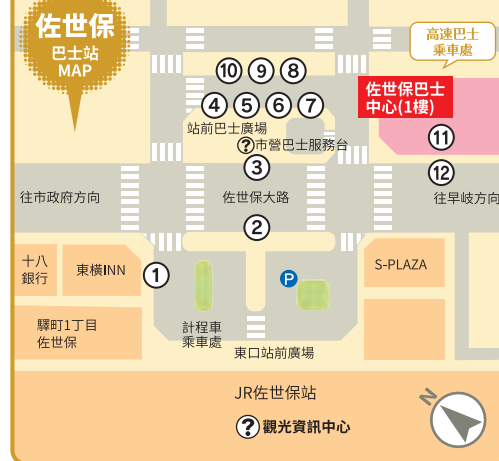 佐世保
巴士站
MAP
高速巴士
乘車處
佐世保巴士
中心(1樓)
⑩ ⑨ ⑧
④ ⑤ ⑥ ⑦
⑪
站前巴士廣場
?市營巴士服務台
③
⑫
往市政府方向
佐世保大路
往早岐方向
②
十八
銀行
東橫INN
①
P
S-PLAZA
驛町1丁目
佐世保
計程車
乘車處
東口站前廣場
JR佐世保站
?觀光資訊中心
N